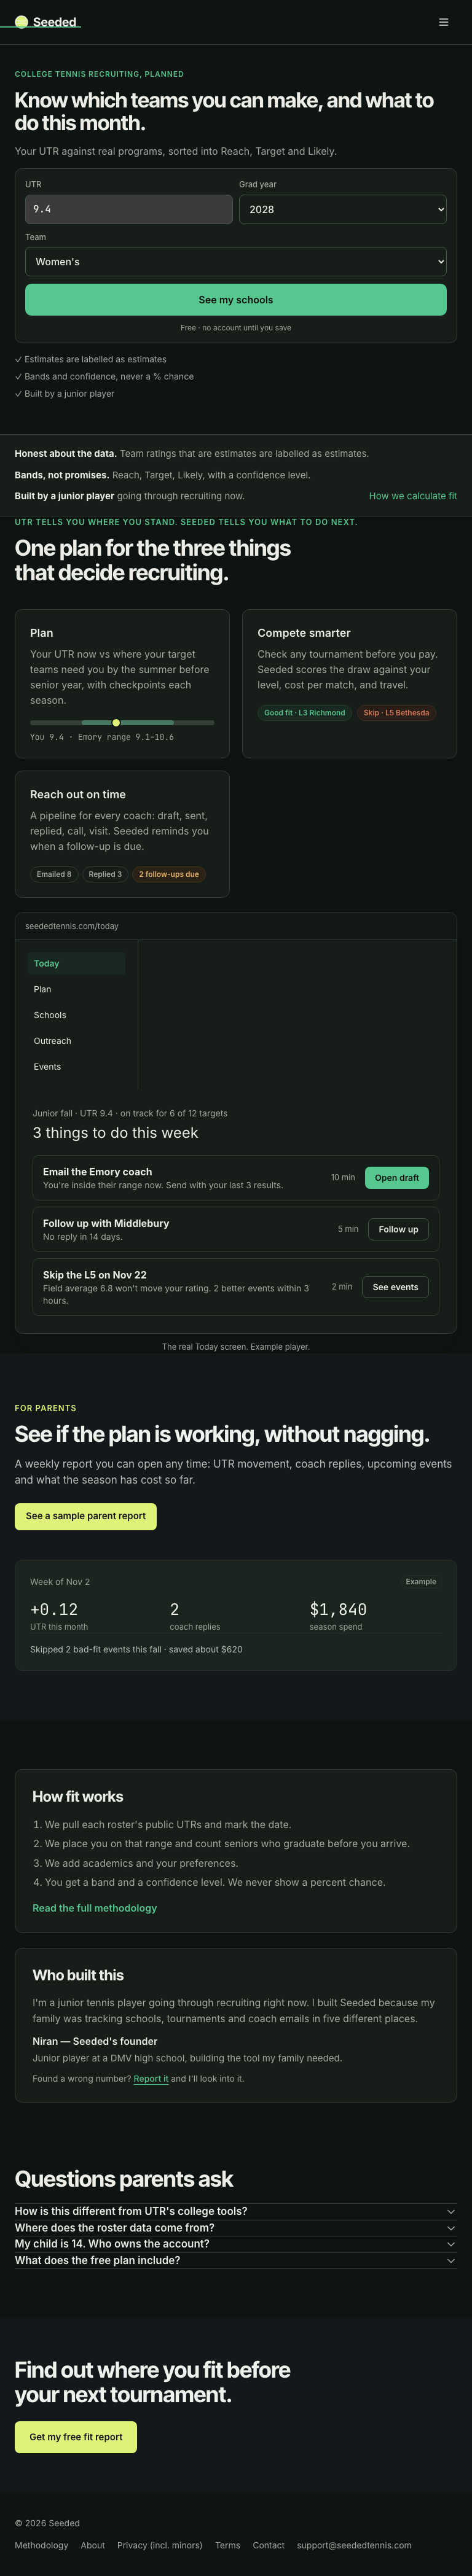 Seeded
COLLEGE TENNIS RECRUITING, PLANNED
Know which teams you can make, and what to
do this month.
Your UTR against real programs, sorted into Reach, Target and Likely.
UTR
Grad year
9.4
2028
Team
Women's
See my schools
Free · no account until you save
✓ Estimates are labelled as estimates
✓ Bands and confidence, never a % chance
✓ Built by a junior player
Honest about the data. Team ratings that are estimates are labelled as estimates.
Bands, not promises. Reach, Target, Likely, with a confidence level.
Built by a junior player going through recruiting now.
How we calculate fit
UTR TELLS YOU WHERE YOU STAND. SEEDED TELLS YOU WHAT TO DO NEXT.
One plan for the three things
that decide recruiting.
Plan
Your UTR now vs where your target
teams need you by the summer before
senior year, with checkpoints each
season.
You 9.4 · Emory range 9.1–10.6
Compete smarter
Check any tournament before you pay.
Seeded scores the draw against your
level, cost per match, and travel.
Good fit · L3 Richmond
Skip · L5 Bethesda
Reach out on time
A pipeline for every coach: draft, sent,
replied, call, visit. Seeded reminds you
when a follow-up is due.
Emailed 8
Replied 3
2 follow-ups due
seededtennis.com/today
Today
Plan
Schools
Outreach
Events
Junior fall · UTR 9.4 · on track for 6 of 12 targets
3 things to do this week
Email the Emory coach
You're inside their range now. Send with your last 3 results.
10 min
Open draft
Follow up with Middlebury
No reply in 14 days.
5 min
Follow up
Skip the L5 on Nov 22
Field average 6.8 won't move your rating. 2 better events within 3
hours.
2 min
See events
The real Today screen. Example player.
FOR PARENTS
See if the plan is working, without nagging.
A weekly report you can open any time: UTR movement, coach replies, upcoming events
and what the season has cost so far.
See a sample parent report
Week of Nov 2
Example
+0.12
2
$1,840
UTR this month
coach replies
season spend
Skipped 2 bad-fit events this fall · saved about $620
How fit works
1. We pull each roster's public UTRs and mark the date.
2. We place you on that range and count seniors who graduate before you arrive.
3. We add academics and your preferences.
4. You get a band and a confidence level. We never show a percent chance.
Read the full methodology
Who built this
I'm a junior tennis player going through recruiting right now. I built Seeded because my
family was tracking schools, tournaments and coach emails in five different places.
Niran — Seeded's founder
Junior player at a DMV high school, building the tool my family needed.
Found a wrong number? Report it and I'll look into it.
Questions parents ask
How is this different from UTR's college tools?
Where does the roster data come from?
My child is 14. Who owns the account?
What does the free plan include?
Find out where you fit before
your next tournament.
Get my free fit report
© 2026 Seeded
Methodology
About
Privacy (incl. minors)
Terms
Contact
support@seededtennis.com